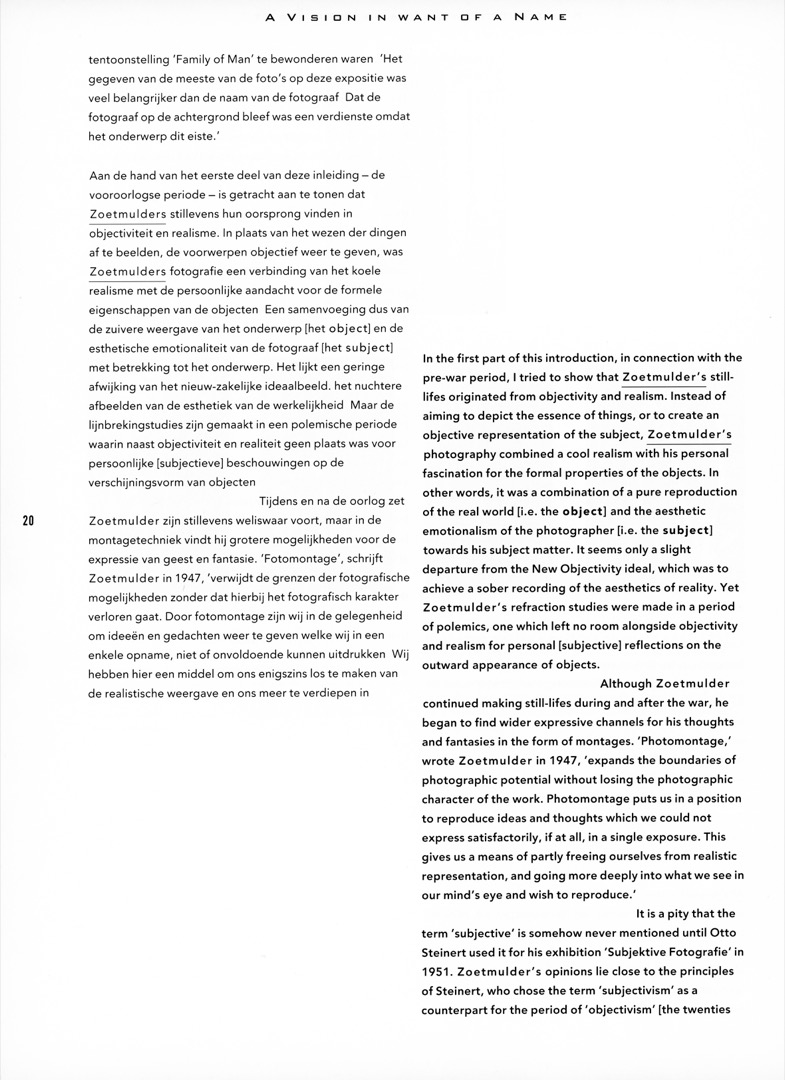 A VISION IN WANT OF A NAME
tentoonstelling ‘Family of Man’ te bewonderen waren ‘Het
gegeven van de meeste van de foto’s op deze expositie was
veel belangrijker dan de naam van de fotograaf Dat de
fotograaf op de achtergrond bleef was een verdienste omdat
het onderwerp dit eiste.’
Aan de hand van het eerste deel van deze inleiding – de
vooroorlogse periode – is getracht aan te tonen dat
Zoetmulders stillevens hun oorsprong vinden in
objectiviteit en realisme. In plaats van het wezen der dingen
af te beelden, de voorwerpen objectief weer te geven, was
Zoetmulders fotografie een verbinding van het koele
realisme met de persoonlijke aandacht voor de formele
eigenschappen van de objecten Een samenvoeging dus van
de zuivere weergave van het onderwerp [het object] en de
esthetische emotionaliteit van de fotograaf [het subject]
met betrekking tot het onderwerp. Het lijkt een geringe
afwijking van het nieuw-zakelijke ideaalbeeld. het nuchtere
afbeelden van de esthetiek van de werkelijkheid Maar de
lijnbrekingstudies zijn gemaakt in een polemische periode
waarin naast objectiviteit en realiteit geen plaats was voor
persoonlijke [subjectieve] beschouwingen op de
verschijningsvorm van objecten
Tijdens en na de oorlog zet
Zoetmulder zijn stillevens weliswaar voort, maar in de
montagetechniek vindt hij grotere mogelijkheden voor de
expressie van geest en fantasie. ‘Fotomontage’, schrijft
Zoetmulder in 1947, ‘verwijdt de grenzen der fotografische
mogelijkheden zonder dat hierbij het fotografisch karakter
verloren gaat. Door fotomontage zijn wij in de gelegenheid
om ideeën en gedachten weer te geven welke wij in een
enkele opname, niet of onvoldoende kunnen uitdrukken Wij
hebben hier een middel om ons enigszins los te maken van
de realistische weergave en ons meer te verdiepen in
20
In the first part of this introduction, in connection with the
pre-war period, I tried to show that Zoetmulder’s still-
lifes originated from objectivity and realism. Instead of
aiming to depict the essence of things, or to create an
objective representation of the subject, Zoetmulder’s
photography combined a cool realism with his personal
fascination for the formal properties of the objects. In
other words, it was a combination of a pure reproduction
of the real world [i.e. the object] and the aesthetic
emotionalism of the photographer [i.e. the subject]
towards his subject matter. It seems only a slight
departure from the New Objectivity ideal, which was to
achieve a sober recording of the aesthetics of reality. Yet
Zoetmulder’s refraction studies were made in a period
of polemics, one which left no room alongside objectivity
and realism for personal [subjective] reflections on the
outward appearance of objects.
Although Zoetmulder
continued making still-lifes during and after the war, he
began to find wider expressive channels for his thoughts
and fantasies in the form of montages. ‘Photomontage,’
wrote Zoetmulder in 1947, ‘expands the boundaries of
photographic potential without losing the photographic
character of the work. Photomontage puts us in a position
to reproduce ideas and thoughts which we could not
express satisfactorily, if at all, in a single exposure. This
gives us a means of partly freeing ourselves from realistic
representation, and going more deeply into what we see in
our mind’s eye and wish to reproduce.’
It is a pity that the
term ‘subjective’ is somehow never mentioned until Otto
Steinert used it for his exhibition ‘Subjektive Fotografie’ in
1951. Zoetmulder’s opinions lie close to the principles
of Steinert, who chose the term ‘subjectivism’ as a
counterpart for the period of ‘objectivism’ [the twenties